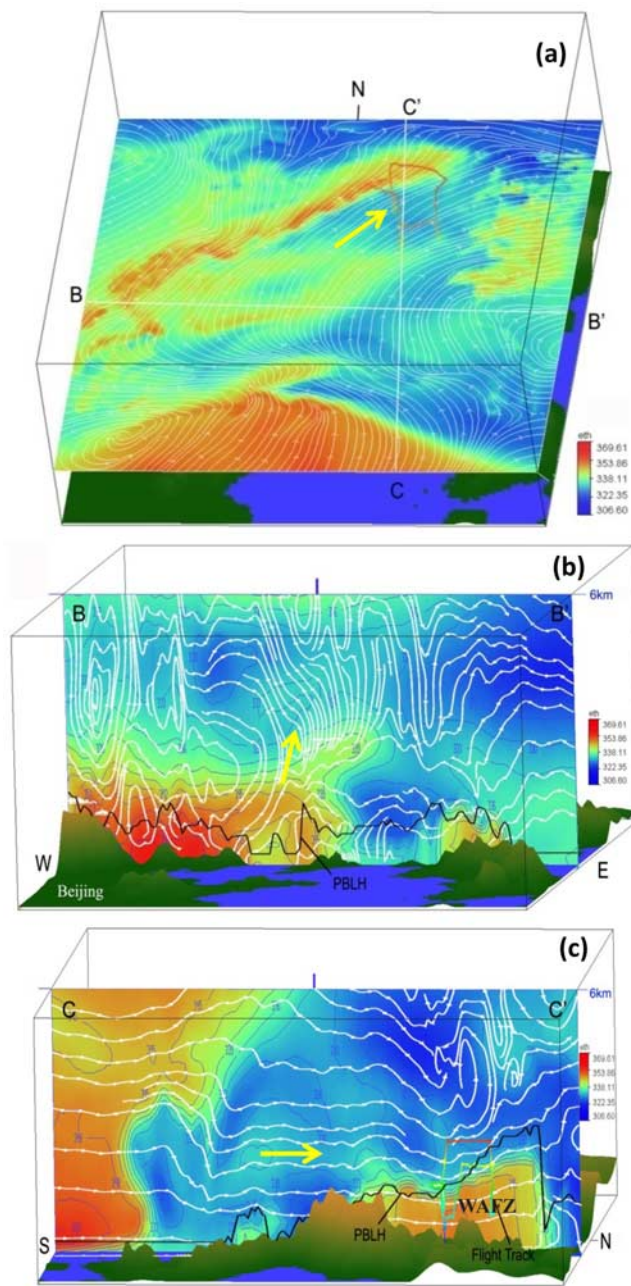 (a)
N
C'
B
B'
eth
369.61
353.86
338.11
322.35
306.60
C
(b)
B
B'
6km
eth
369.61
353.86
338.11
322.35
306.60
W
E
Beijing
PBLH
(c)
C
C'
6km
eth
369.61
353.86
338.11
322.35
306.60
WAFZ
S
N
PBLH
Flight Track